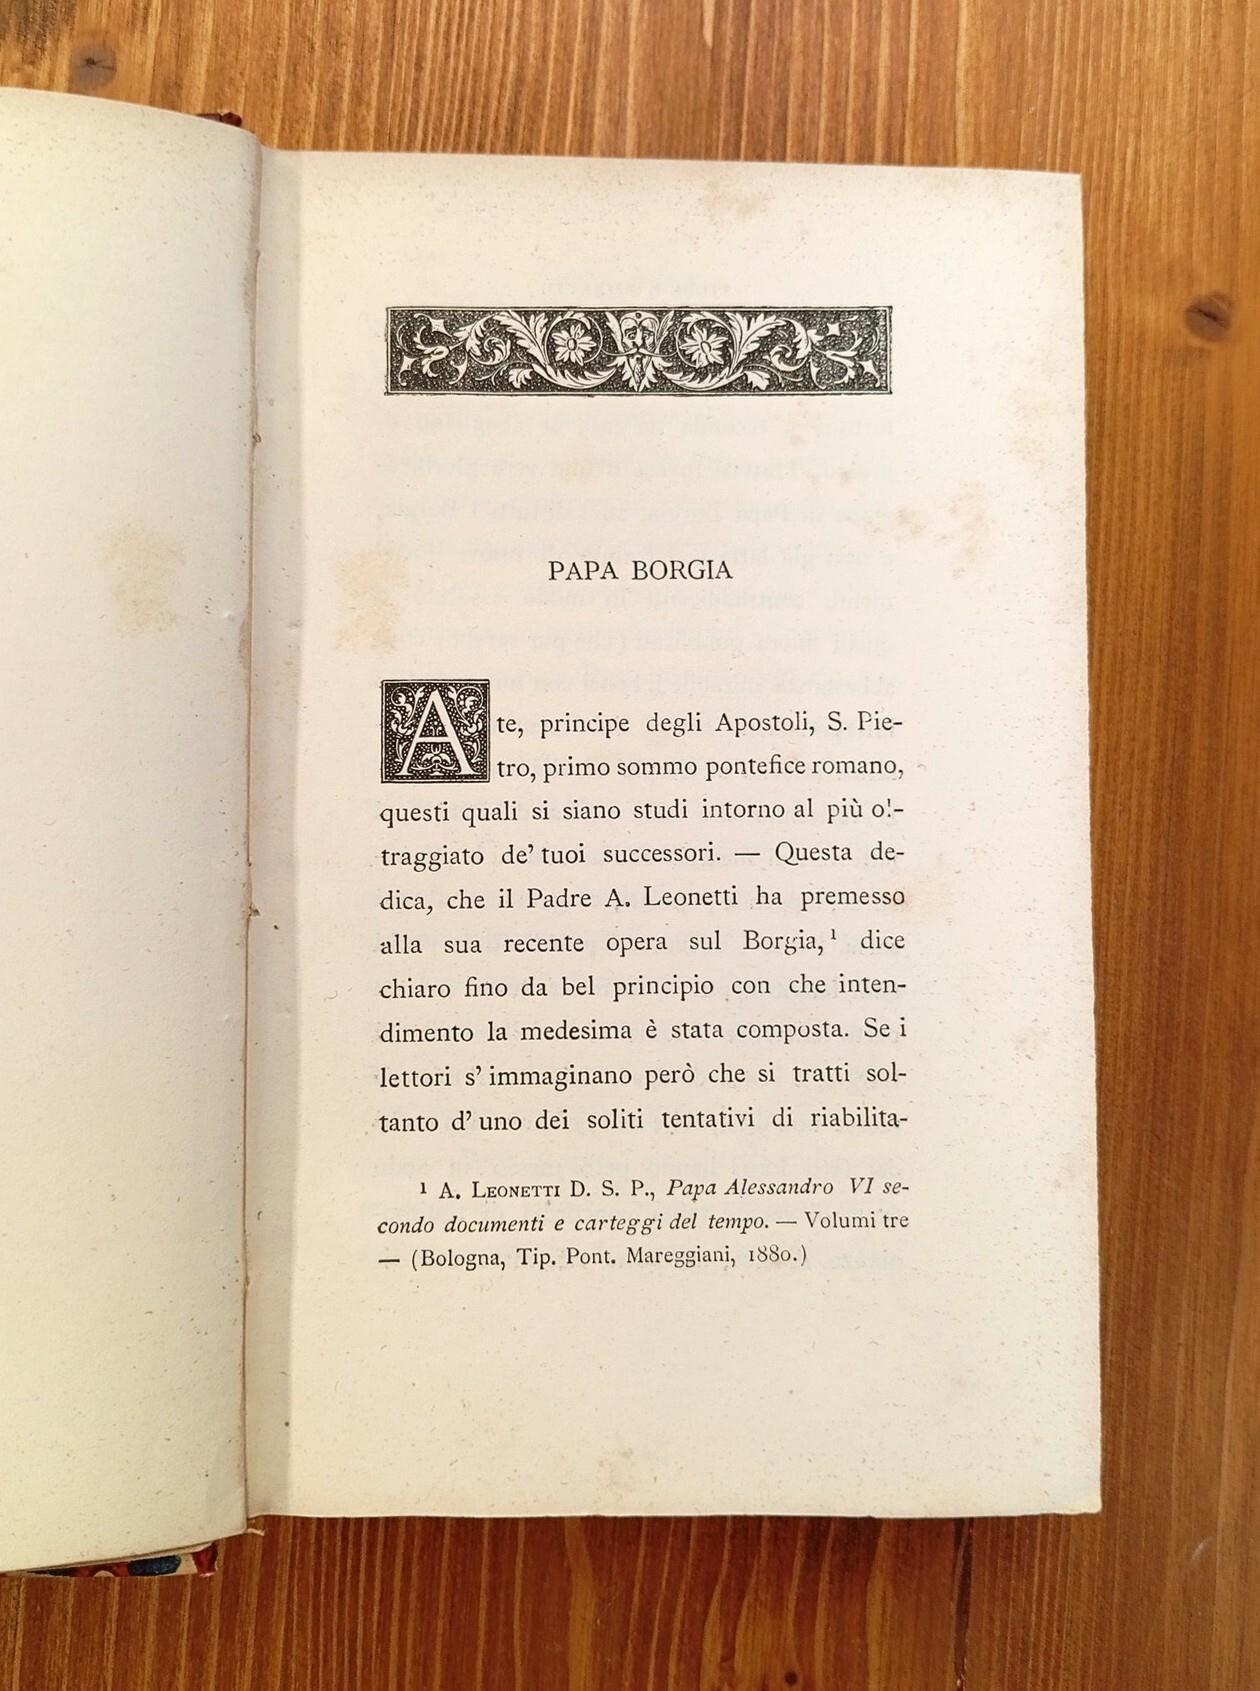 PAPA BORGIA
A te, principe degli Apostoli, S. Pie-
tro, primo sommo pontefice romano,
questi quali si siano studi intorno al più ol-
traggiato de' tuoi successori. — Questa de-
dica, che il Padre A. Leonetti ha premesso
alla sua recente opera sul Borgia,¹ dice
chiaro fino da bel principio con che inten-
dimento la medesima è stata composta. Se i
lettori s' immaginano però che si tratti sol-
tanto d' uno dei soliti tentativi di riabilita-
¹ A. LEONETTI D. S. P., Papa Alessandro VI se-
condo documenti e carteggi del tempo. — Volumi tre
— (Bologna, Tip. Pont. Mareggiani, 1880.)